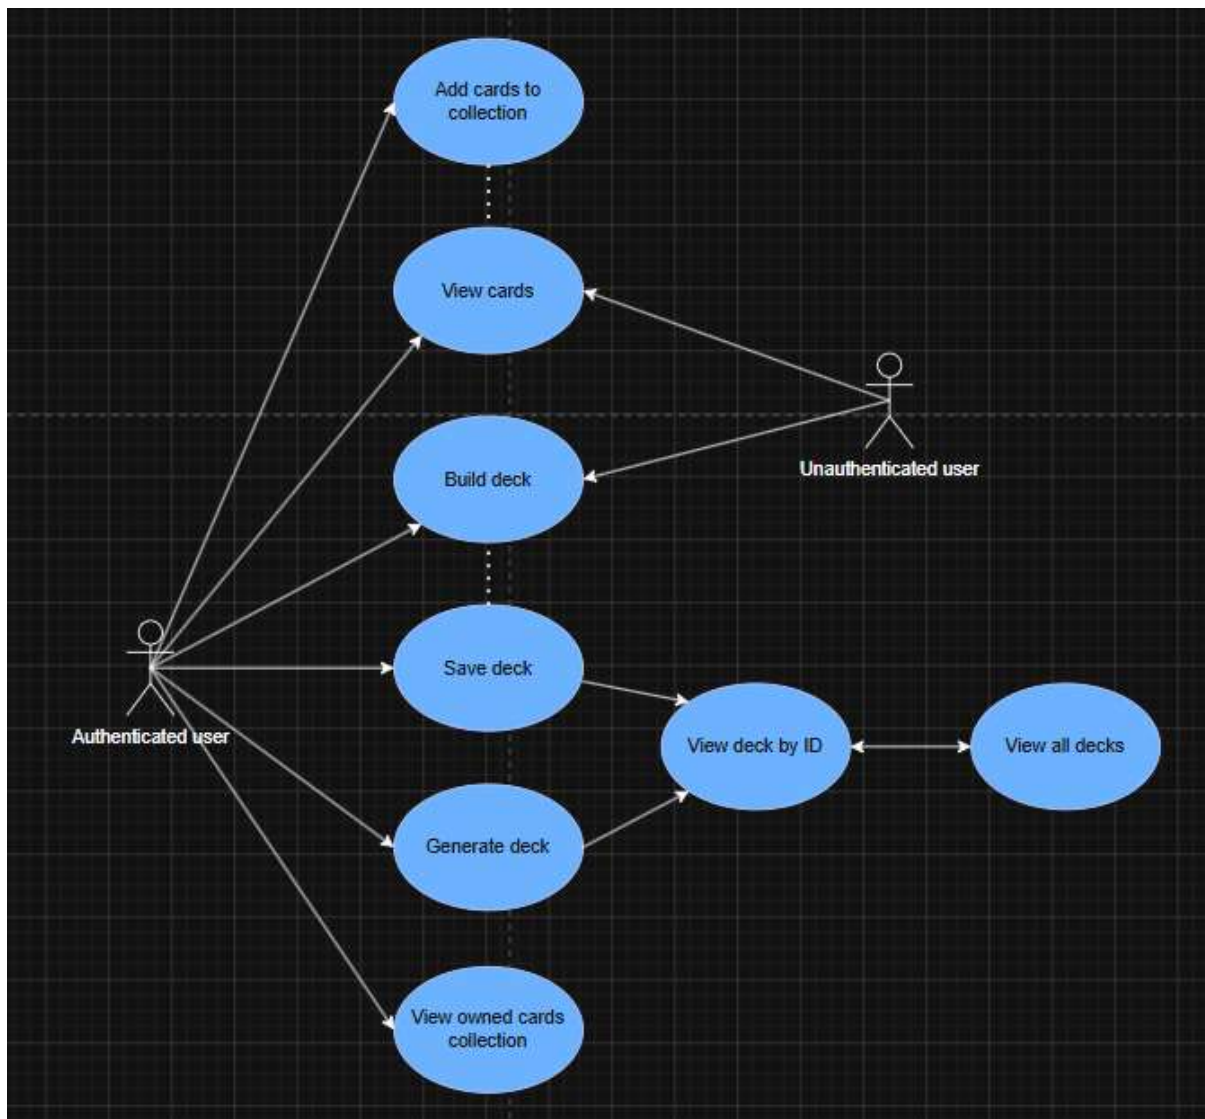 Add cards to
collection
View cards
Unauthenticated user
Build deck
Save deck
Authenticated user
View deck by ID
View all decks
Generate deck
View owned cards
collection